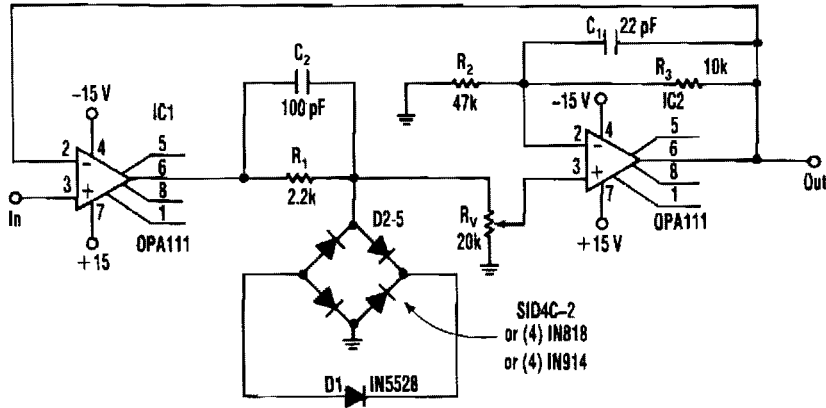 C₁ 22 pF
C₂
100 pF
R₂
47k
R₃ 10k
IC2
–15 V
IC1
4
5
2
–
6
3
+
8
7
1
In
OPA111
+15
R₁
2.2k
D2-5
RV
20k
–15 V
4
5
2
–
6
3
+
8
7
1
OPA111
+15 V
Out
SID4C–2
or (4) IN818
or (4) IN914
D1
IN5528